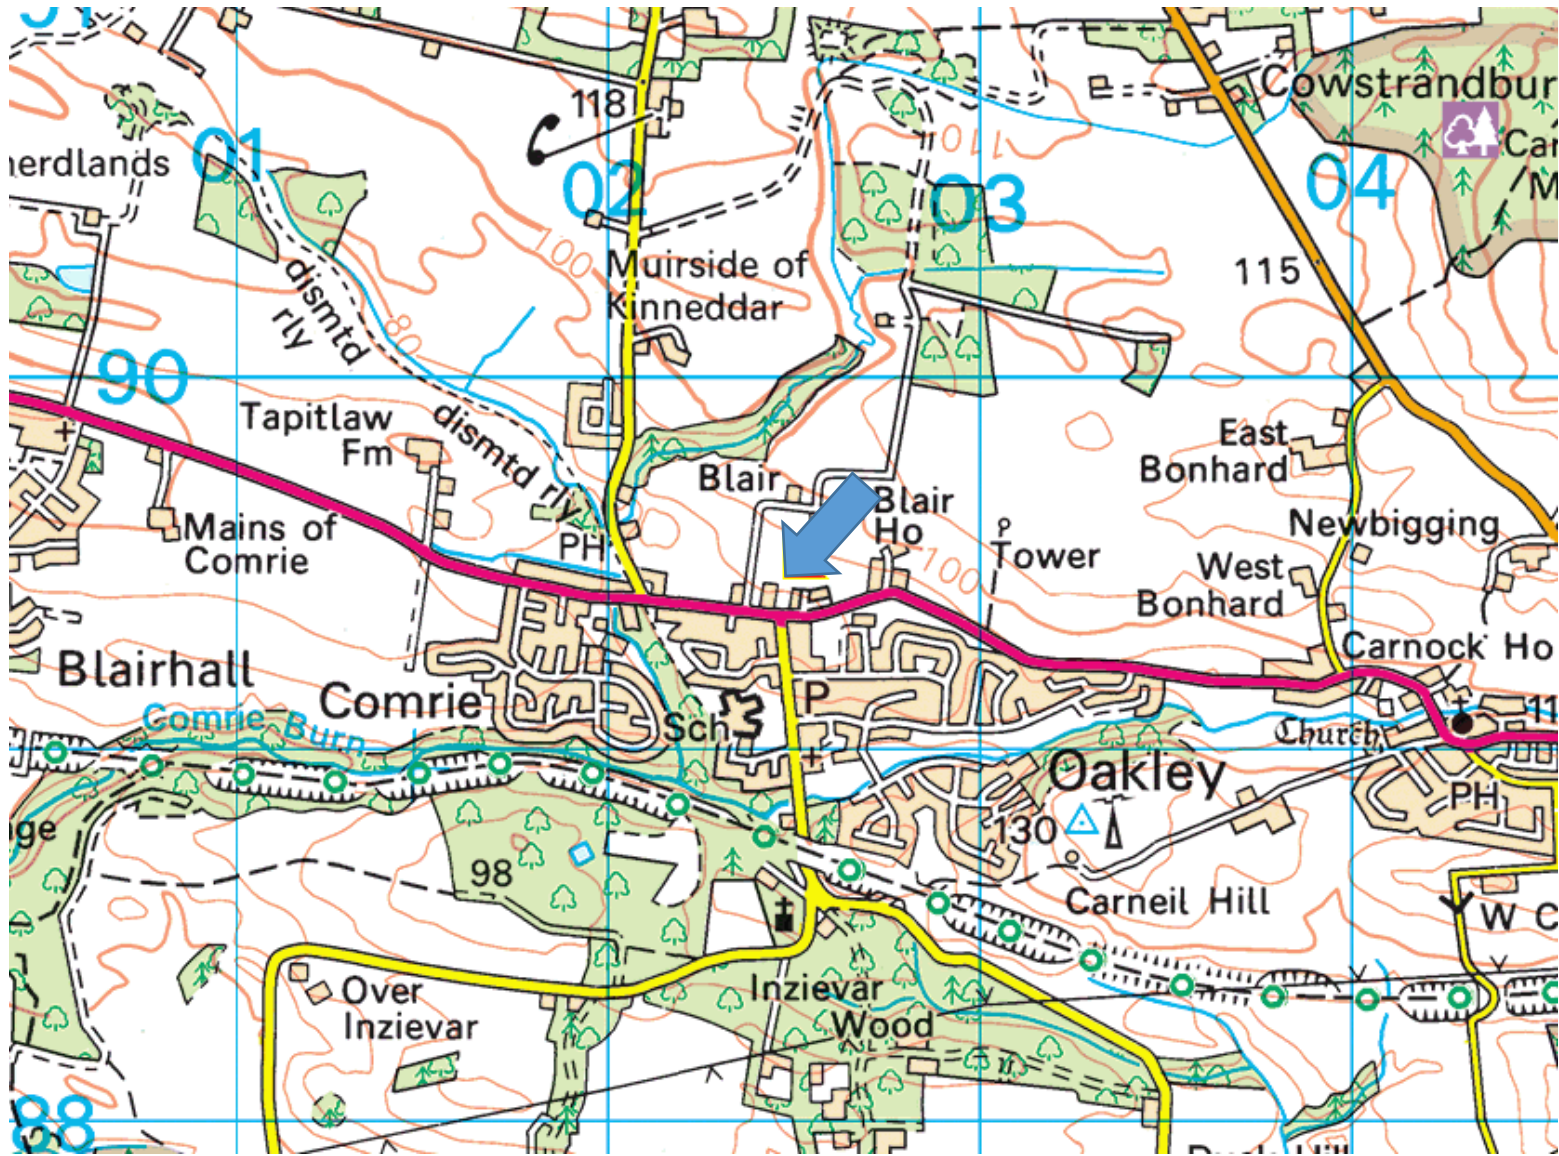 118
Cowstrandbur
01
02
03
04
110
Muirside of
Kinneddar
100
115
dismtd
rly
80
90
Tapitlaw
Fm
dismtd rly
East
Bonhard
Blair
Blair
Ho
Newbigging
Mains of
Comrie
PH
Tower
100
West
Bonhard
Carnock Ho
Blairhall
Comrie
P
Sch
Comrie Burn
Church
11
Oakley
PH
130
98
Carneil Hill
W C
Over
Inzievar
Inzievar
Wood
88